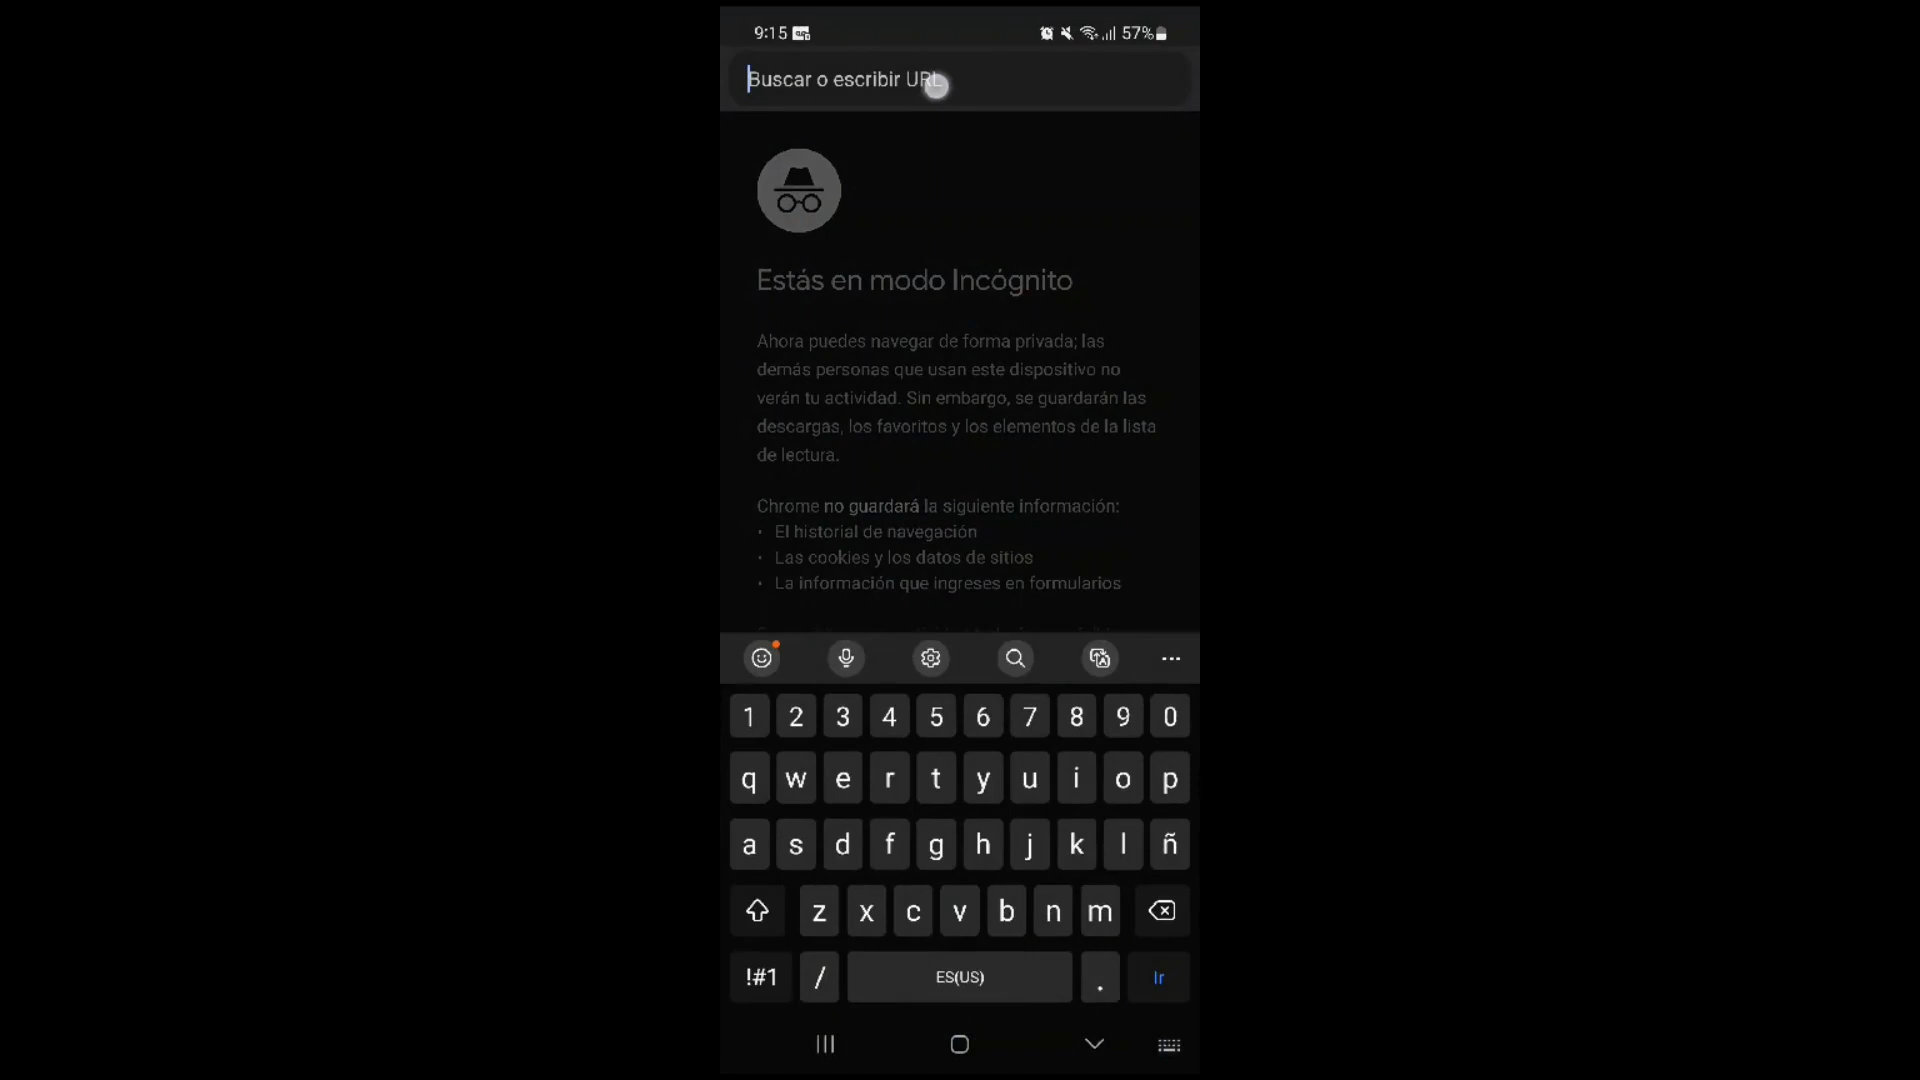 9:15
57%
Buscar o escribir URL
Estás en modo Incógnito
Ahora puedes navegar de forma privada; las
demás personas que usan este dispositivo no
verán tu actividad. Sin embargo, se guardarán las
descargas, los favoritos y los elementos de la lista
de lectura.
Chrome no guardará la siguiente información:
• El historial de navegación
• Las cookies y los datos de sitios
• La información que ingreses en formularios
1 2 3 4 5 6 7 8 9 0
q w e r t y u i o p
a s d f g h j k l ñ
z x c v b n m
!#1 / ES(US) . Ir